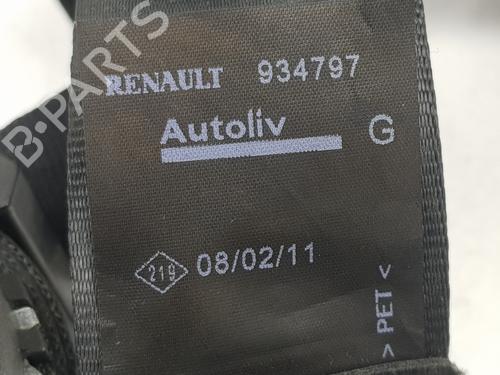 RENAULT 934797
Autoliv G
219 08/02/11
> PET <
B-PARTS